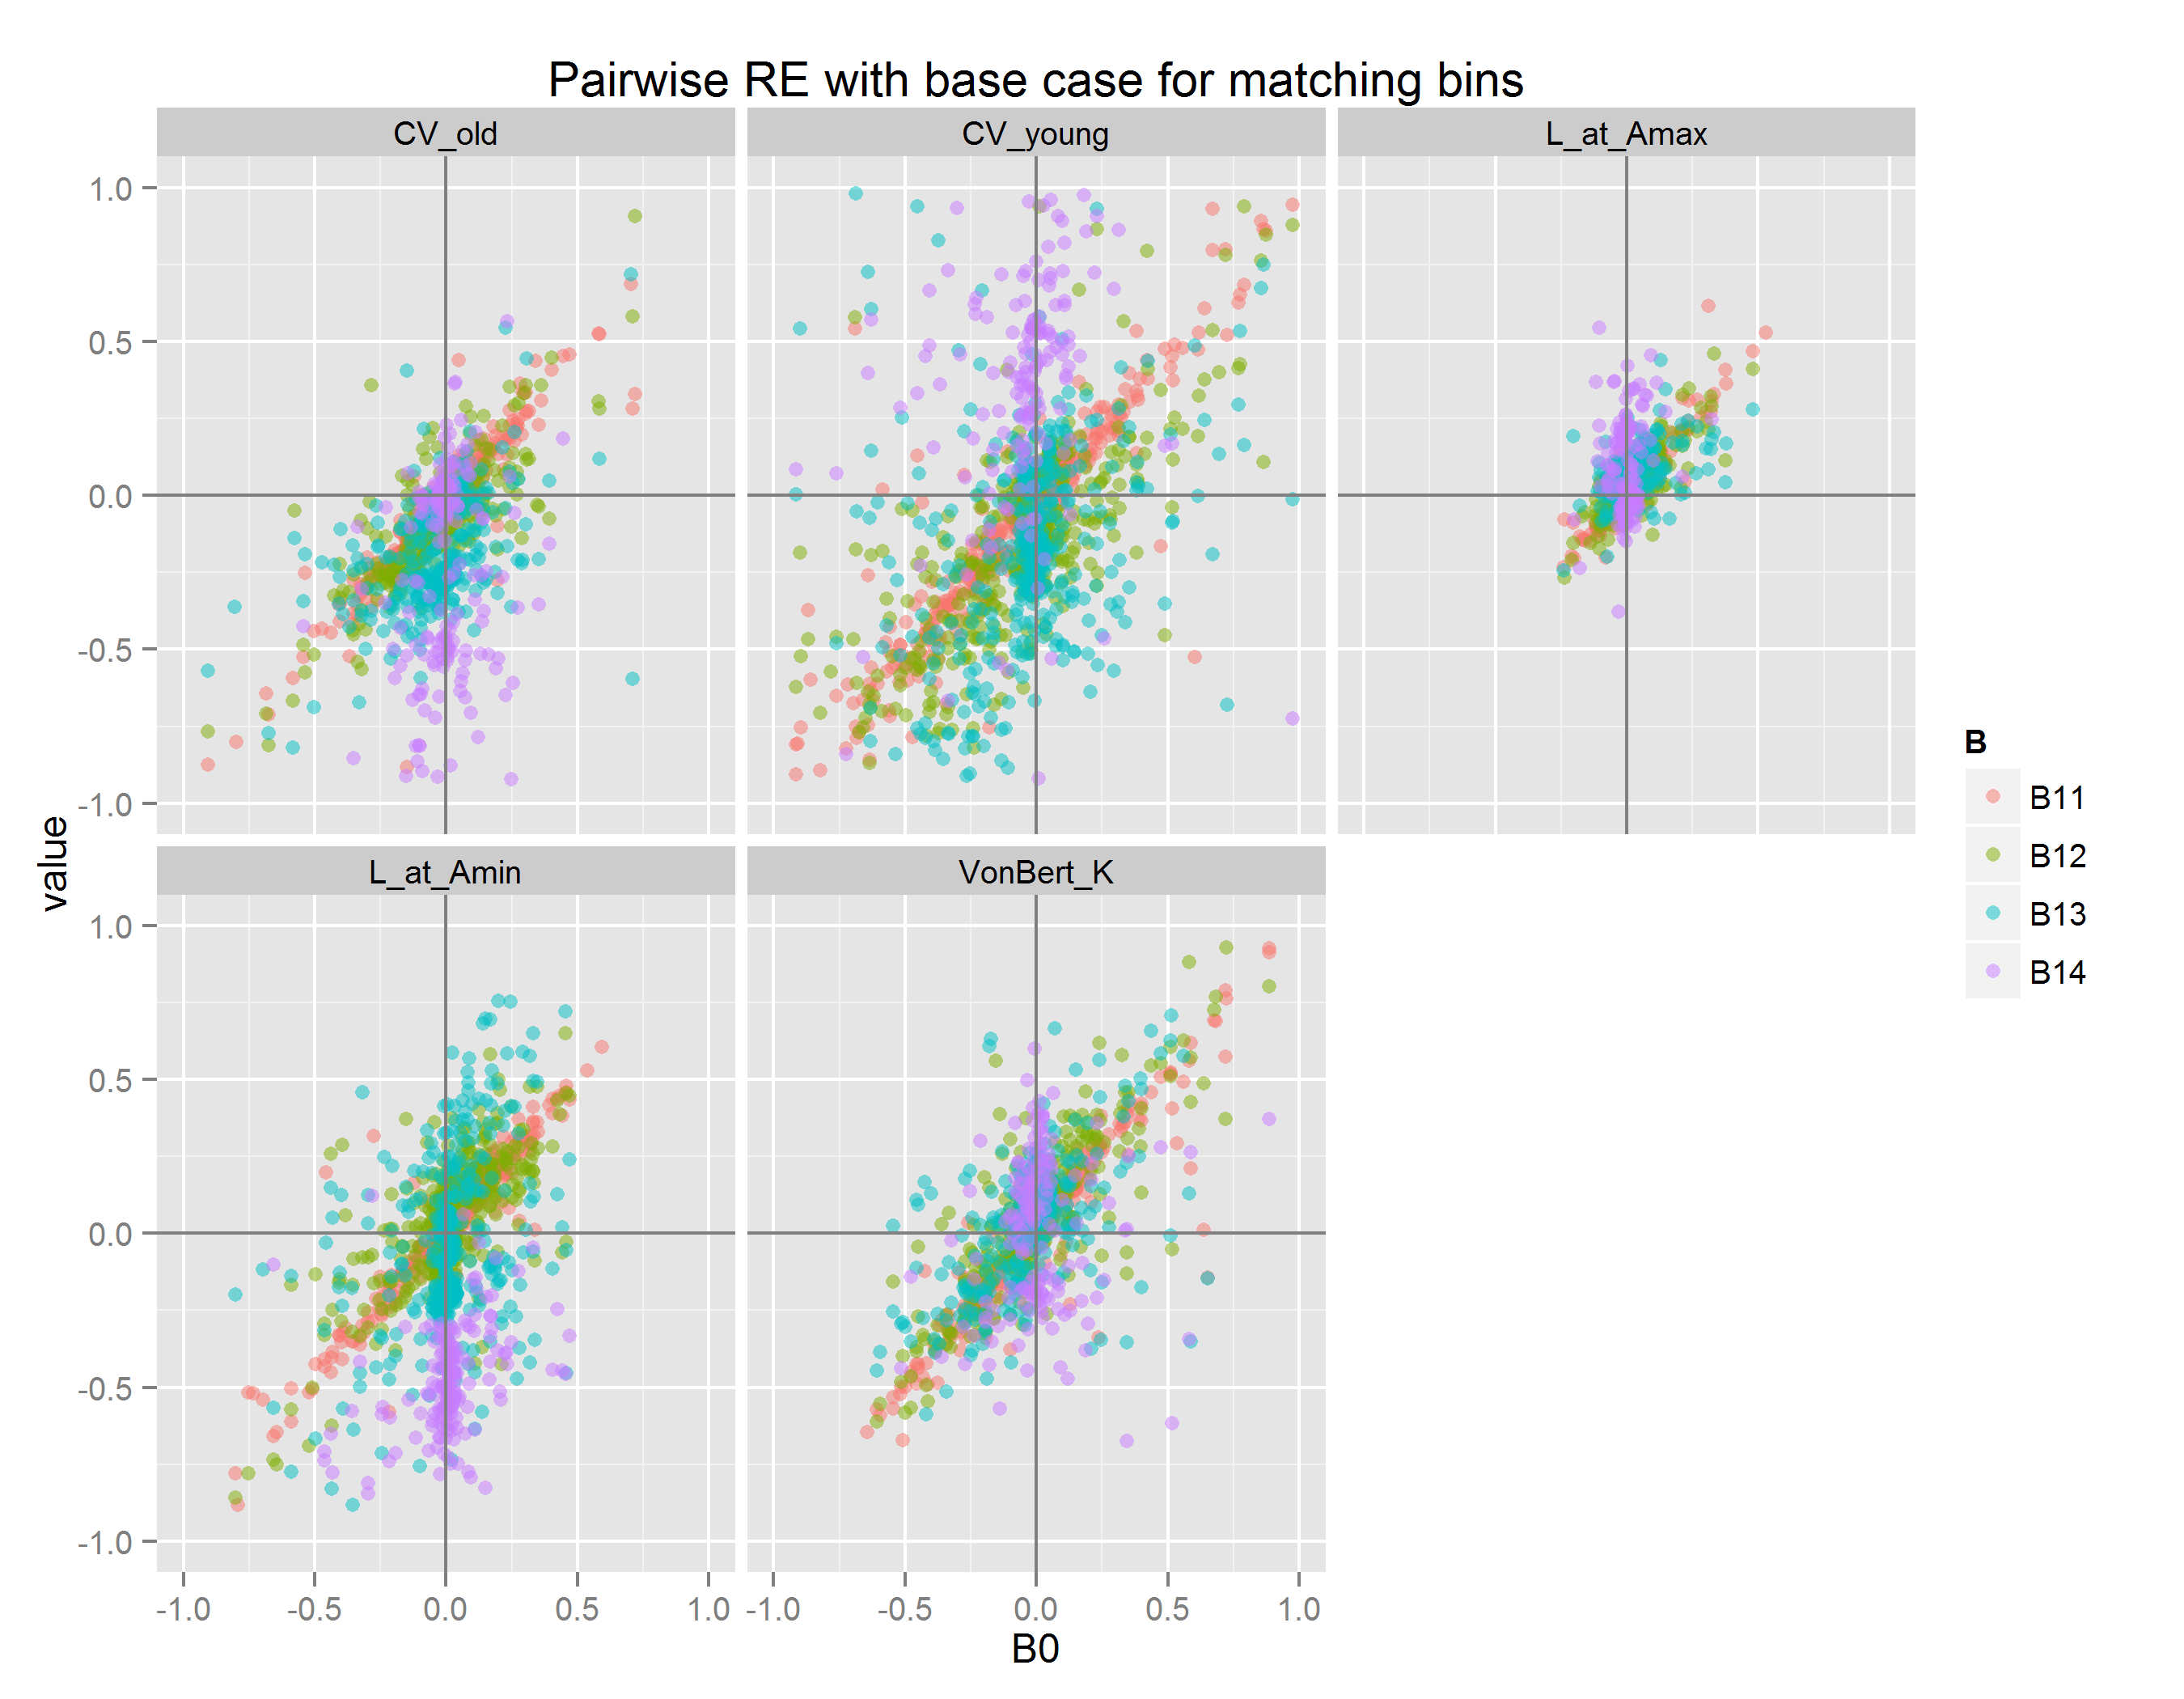 Pairwise RE with base case for matching bins
CV_old
CV_young
L_at_Amax
1.0
0.5
0.0
-0.5
-1.0
value
B
B11
B12
B13
B14
L_at_Amin
VonBert_K
1.0
0.5
0.0
-0.5
-1.0
-1.0 -0.5 0.0 0.5 1.0
-1.0 -0.5 0.0 0.5 1.0
B0